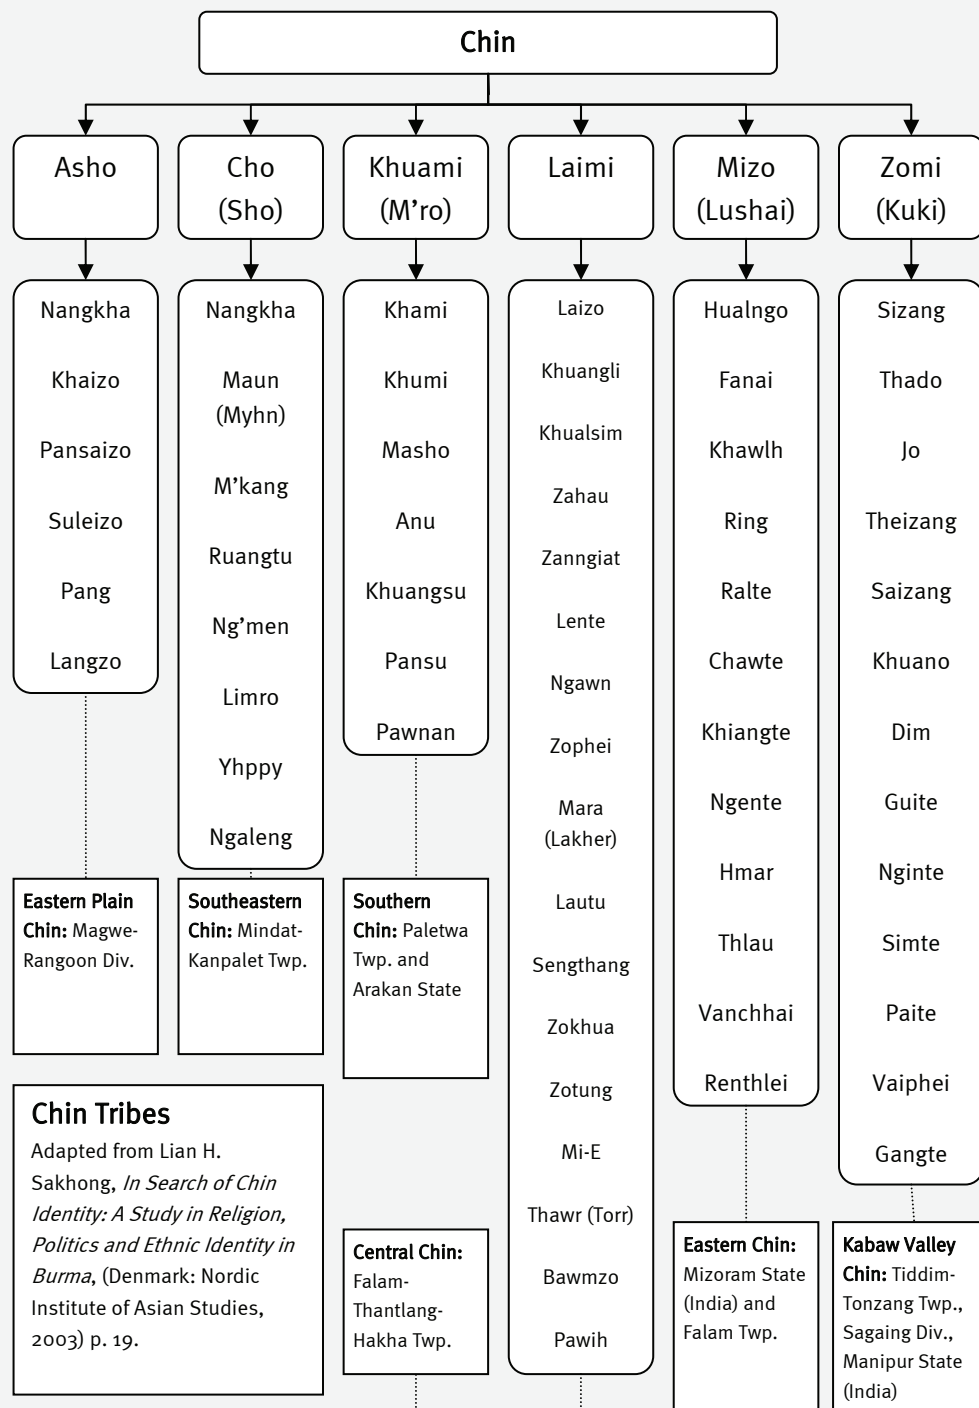 Chin
Asho
Cho
(Sho)
Khuami
(M’ro)
Laimi
Mizo
(Lushai)
Zomi
(Kuki)
Nangkha
Khaizo
Pansaizo
Suleizo
Pang
Langzo
Nangkha
Maun
(Myhn)
M’kang
Ruangtu
Ng’men
Limro
Yhppy
Ngaleng
Khami
Khumi
Masho
Anu
Khuangsu
Pansu
Pawnan
Laizo
Khuangli
Khualsim
Zahau
Zanngiat
Lente
Ngawn
Zophei
Mara
(Lakher)
Lautu
Sengthang
Zokhua
Zotung
Mi-E
Thawr (Torr)
Bawmzo
Pawih
Hualngo
Fanai
Khawlh
Ring
Ralte
Chawte
Khiangte
Ngente
Hmar
Thlau
Vanchhai
Renthlei
Sizang
Thado
Jo
Theizang
Saizang
Khuano
Dim
Guite
Nginte
Simte
Paite
Vaiphei
Gangte
Eastern Plain
Chin: Magwe-
Rangoon Div.
Southeastern
Chin: Mindat-
Kanpalet Twp.
Southern
Chin: Paletwa
Twp. and
Arakan State
Central Chin:
Falam-
Thantlang-
Hakha Twp.
Eastern Chin:
Mizoram State
(India) and
Falam Twp.
Kabaw Valley
Chin: Tiddim-
Tonzang Twp.,
Sagaing Div.,
Manipur State
(India)
Chin Tribes
Adapted from Lian H.
Sakhong, In Search of Chin
Identity: A Study in Religion,
Politics and Ethnic Identity in
Burma, (Denmark: Nordic
Institute of Asian Studies,
2003) p. 19.